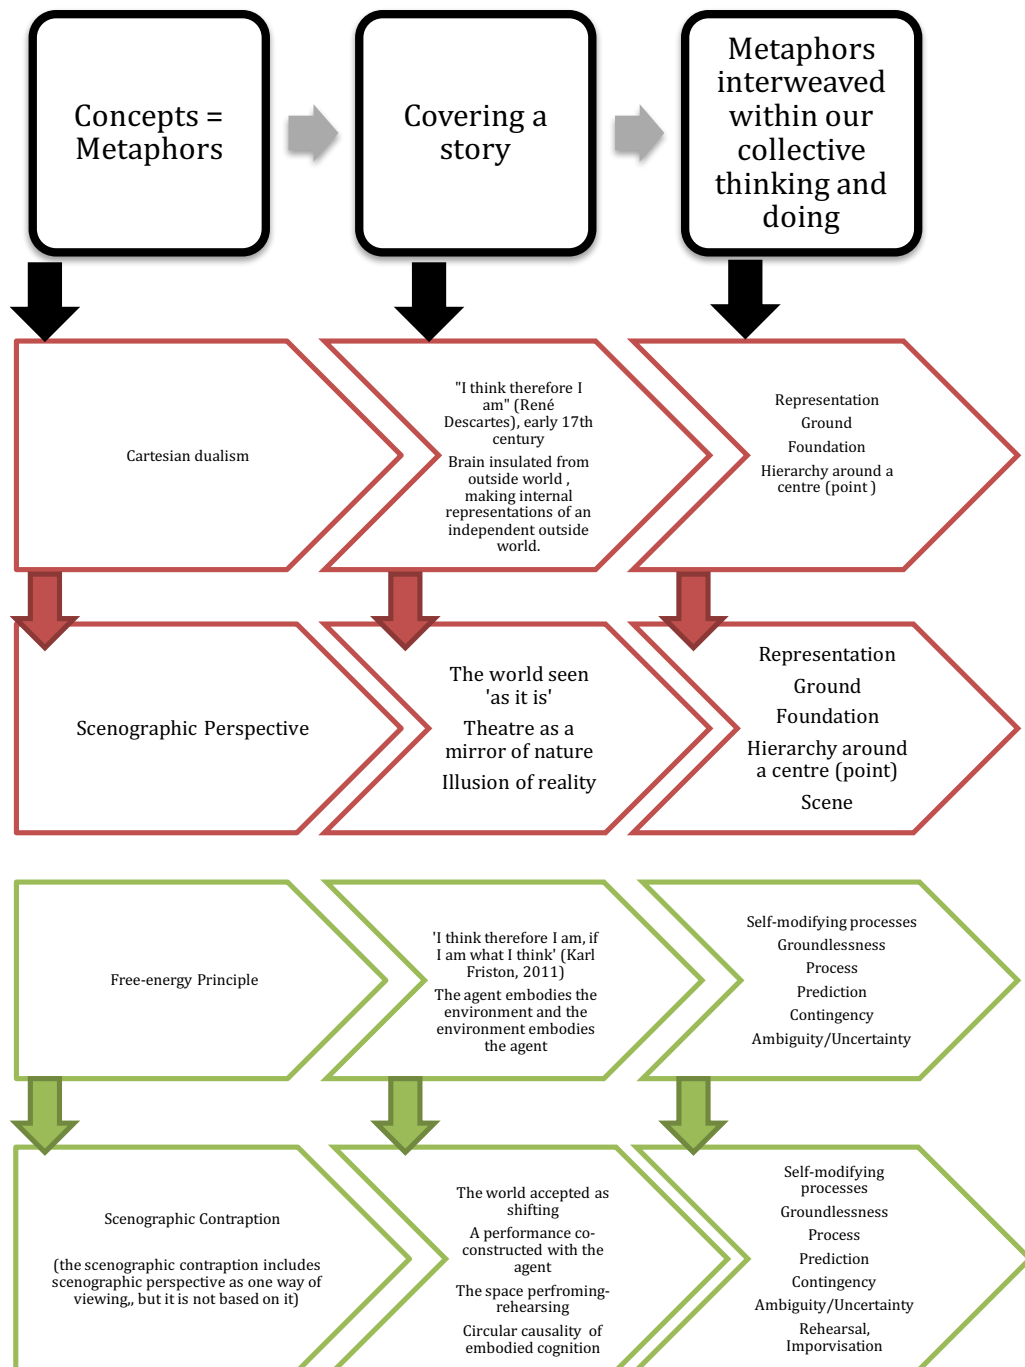 Concepts =
Metaphors
Covering a
story
Metaphors
interweaved
within our
collective
thinking and
doing
Cartesian dualism
"I think therefore I
am" (René
Descartes), early 17th
century
Brain insulated from
outside world ,
making internal
representations of an
independent outside
world.
Representation
Ground
Foundation
Hierarchy around a
centre (point )
Scenographic Perspective
The world seen
'as it is'
Theatre as a
mirror of nature
Illusion of reality
Representation
Ground
Foundation
Hierarchy around
a centre (point)
Scene
Free-energy Principle
'I think therefore I am, if
I am what I think' (Karl
Friston, 2011)
The agent embodies the
environment and the
environment embodies
the agent
Self-modifying processes
Groundlessness
Process
Prediction
Contingency
Ambiguity/Uncertainty
Scenographic Contraption
(the scenographic contraption includes
scenographic perspective as one way of
viewing,, but it is not based on it)
The world accepted as
shifting
A performance co-
constructed with the
agent
The space perfroming-
rehearsing
Circular causality of
embodied cognition
Self-modifying
processes
Groundlessness
Process
Prediction
Contingency
Ambiguity/Uncertainty
Rehearsal,
Imporvisation